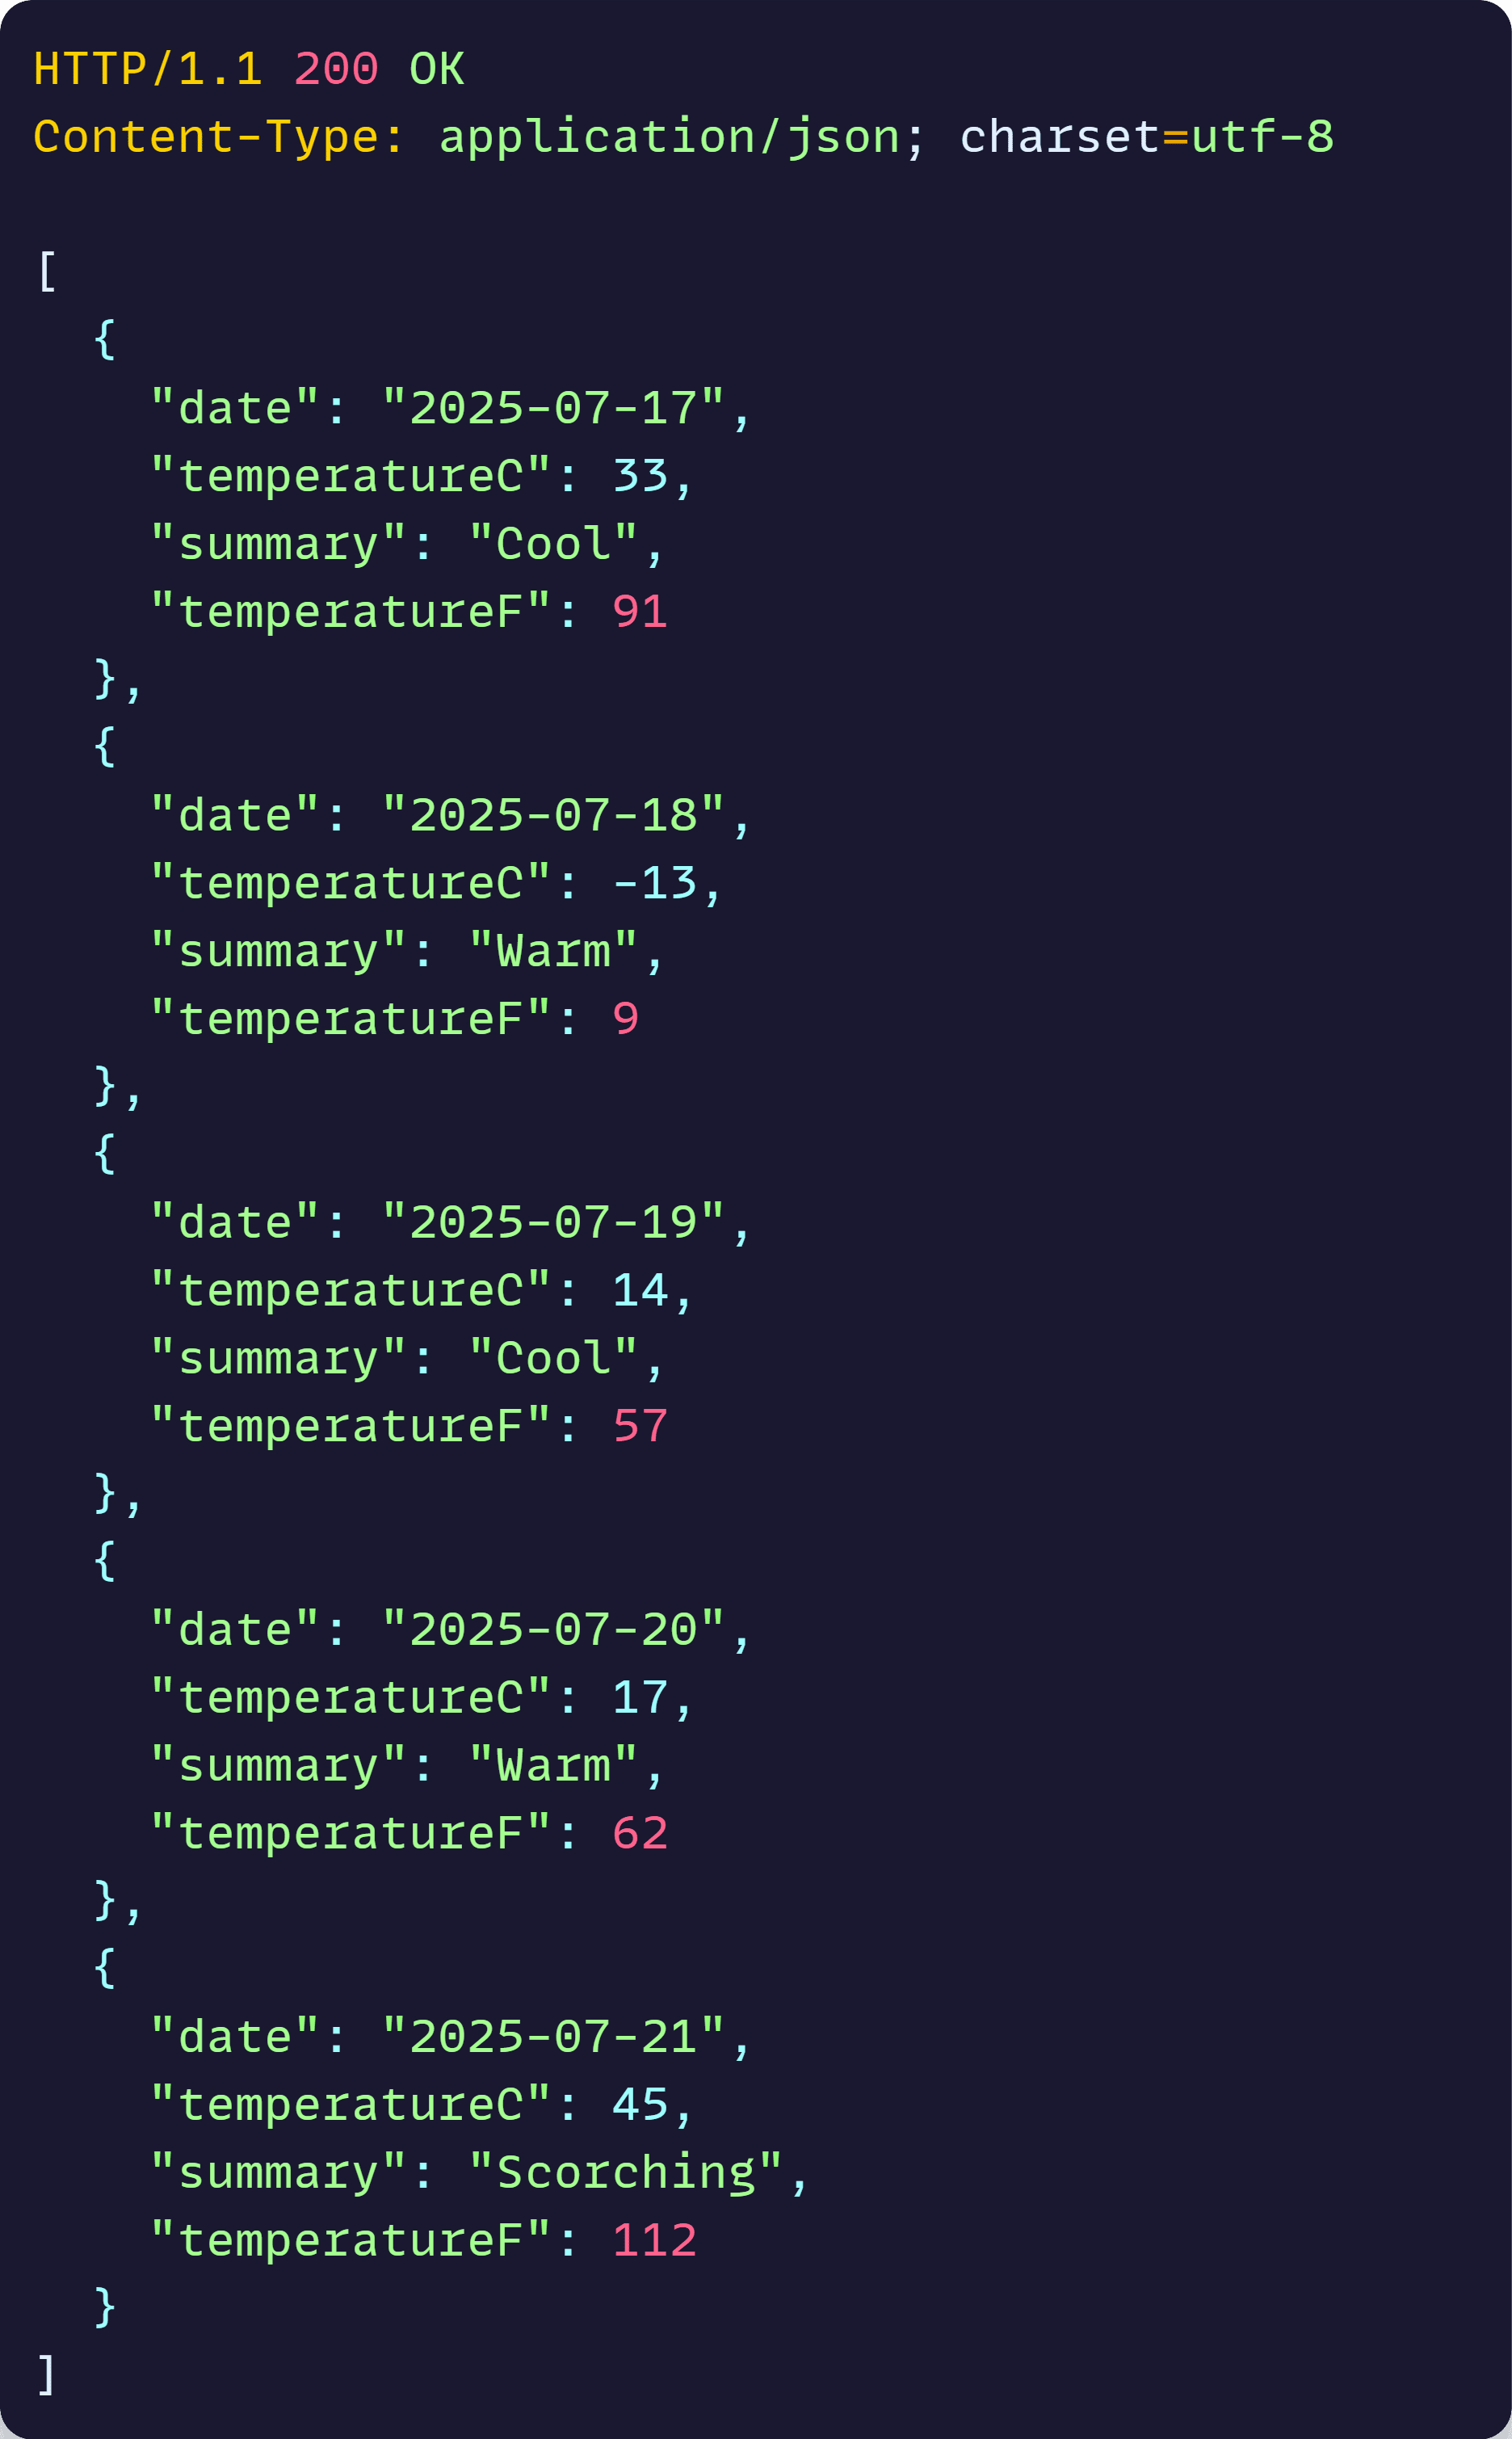 HTTP/1.1 200 OK
Content-Type: application/json; charset=utf-8

[
  {
    "date": "2025-07-17",
    "temperatureC": 33,
    "summary": "Cool",
    "temperatureF": 91
  },
  {
    "date": "2025-07-18",
    "temperatureC": -13,
    "summary": "Warm",
    "temperatureF": 9
  },
  {
    "date": "2025-07-19",
    "temperatureC": 14,
    "summary": "Cool",
    "temperatureF": 57
  },
  {
    "date": "2025-07-20",
    "temperatureC": 17,
    "summary": "Warm",
    "temperatureF": 62
  },
  {
    "date": "2025-07-21",
    "temperatureC": 45,
    "summary": "Scorching",
    "temperatureF": 112
  }
]